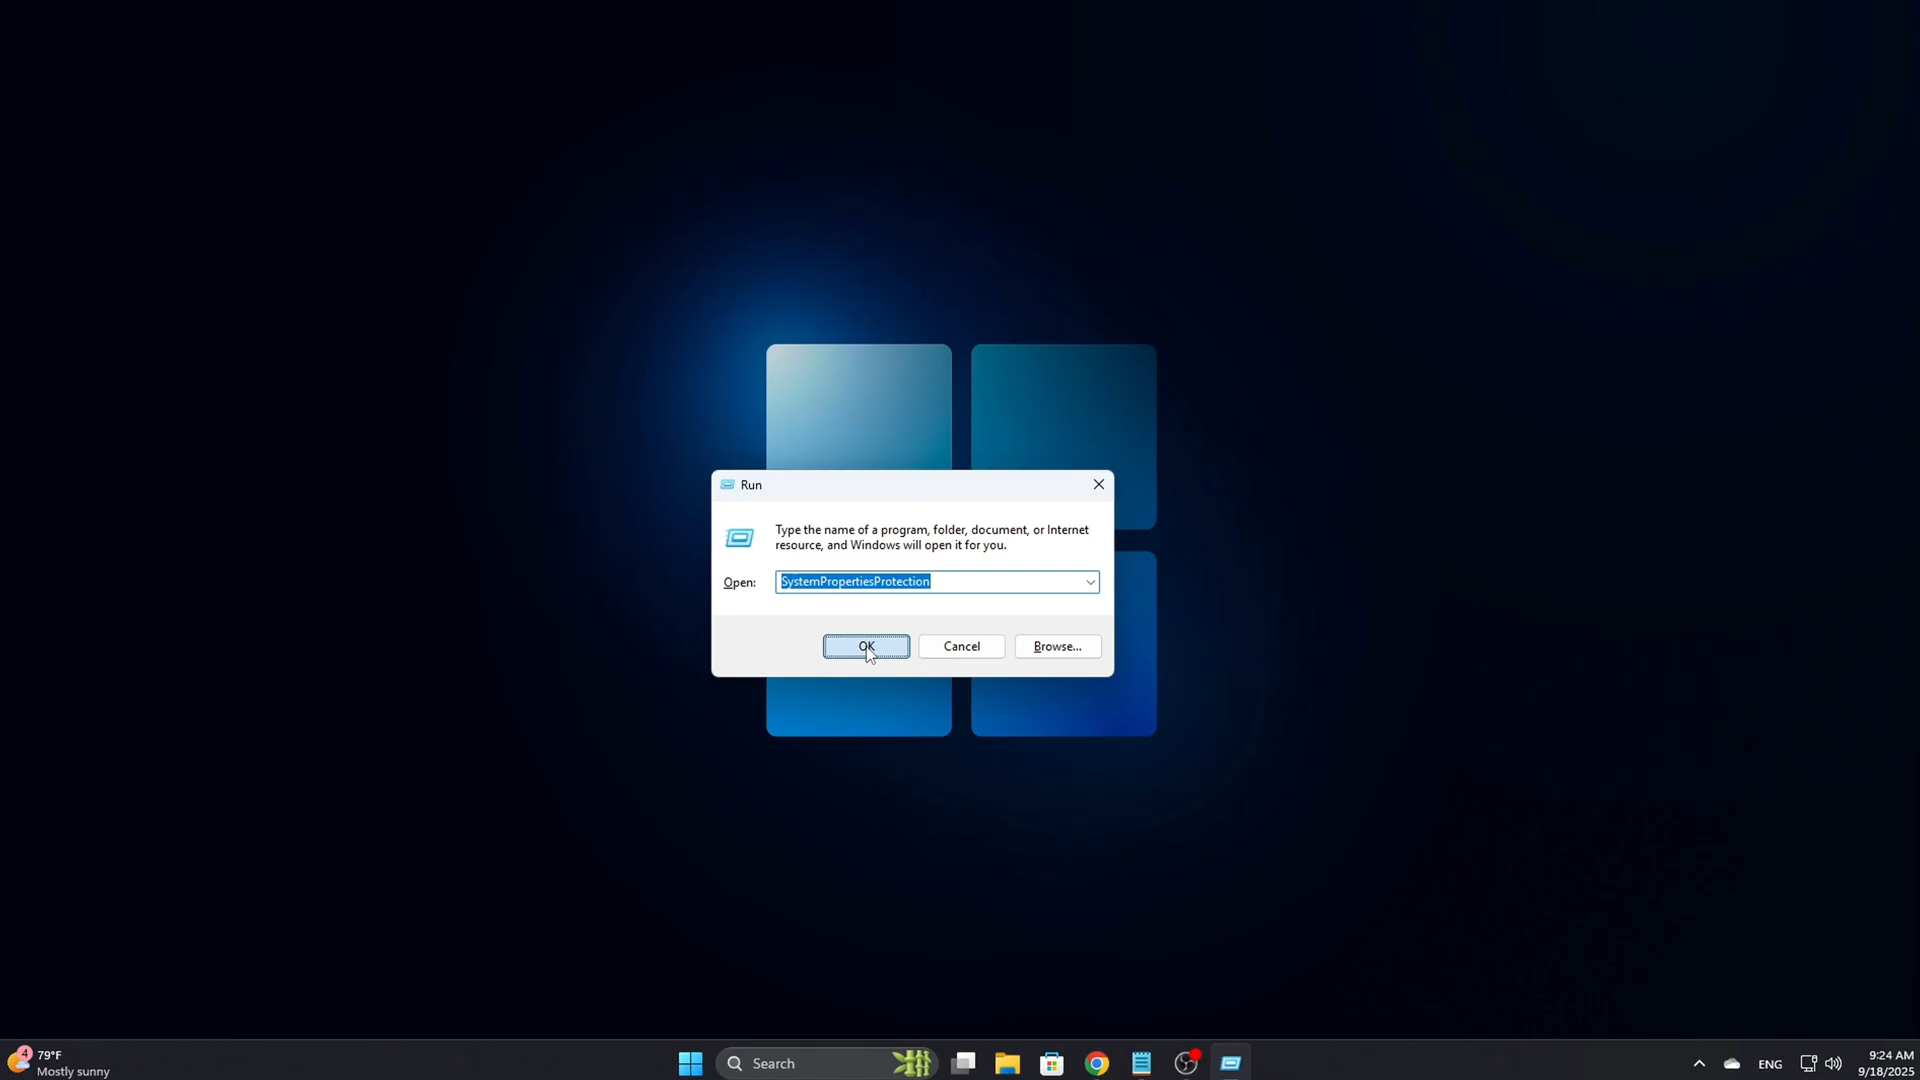 Run
Type the name of a program, folder, document, or Internet
resource, and Windows will open it for you.
Open: SystemPropertiesProtection
OK Cancel Browse...
4
79°F
Mostly sunny
Search
ENG
9:24 AM
9/18/2025